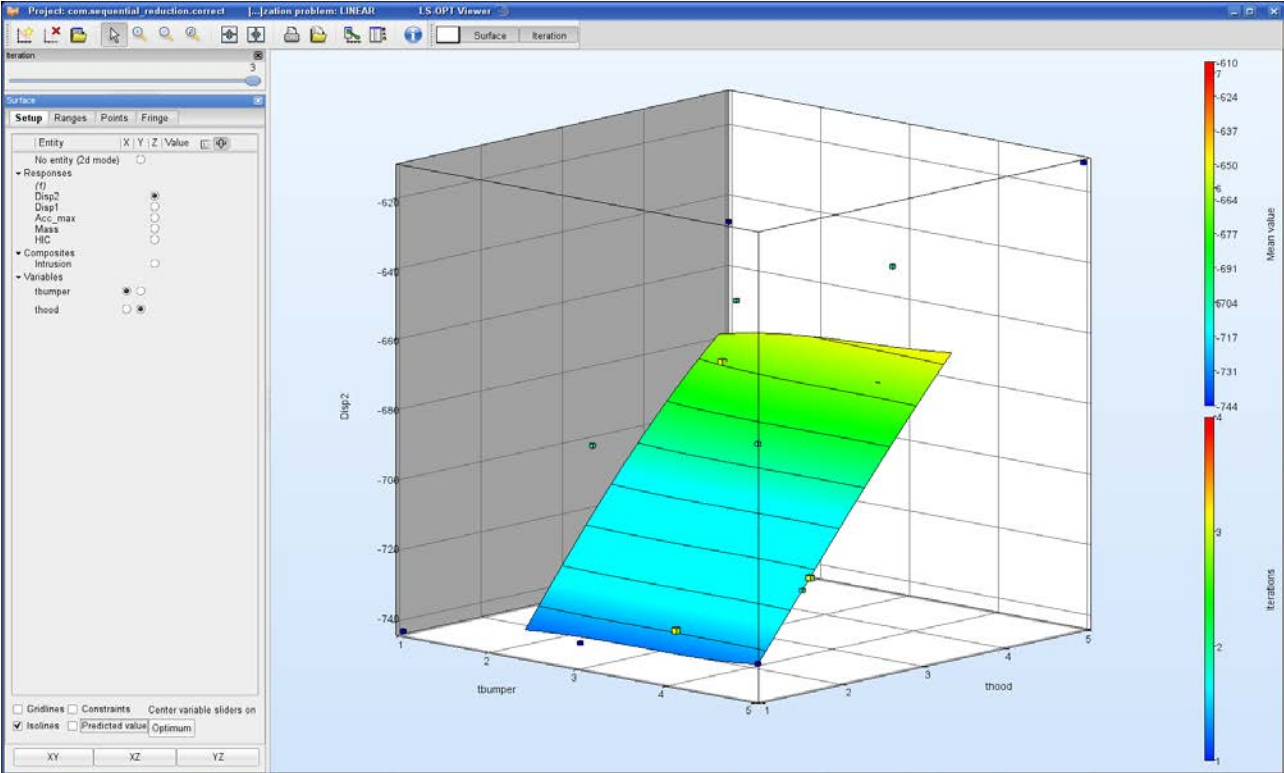 Project: com.sequential_reduction.correct [...]zation problem: LINEAR LS-OPT Viewer
Surface Iteration
Iteration
3
Surface
Setup Ranges Points Fringe
Entity X Y Z Value
No entity (2d mode)
Responses
(1)
Disp2
Disp1
Acc_max
Mass
HIC
Composites
Intrusion
Variables
tbumper
thood
Gridlines Constraints Center variable sliders on
Isolines Predicted value Optimum
XY XZ YZ
Disp2
-620
-640
-660
-680
-700
-720
-740
1
2
3
4
5
tbumper
1
2
3
4
5
thood
-610
7
-624
-637
-650
6
-664
-677
-691
-704
-717
-731
-744
Mean value
4
3
2
1
Iterations